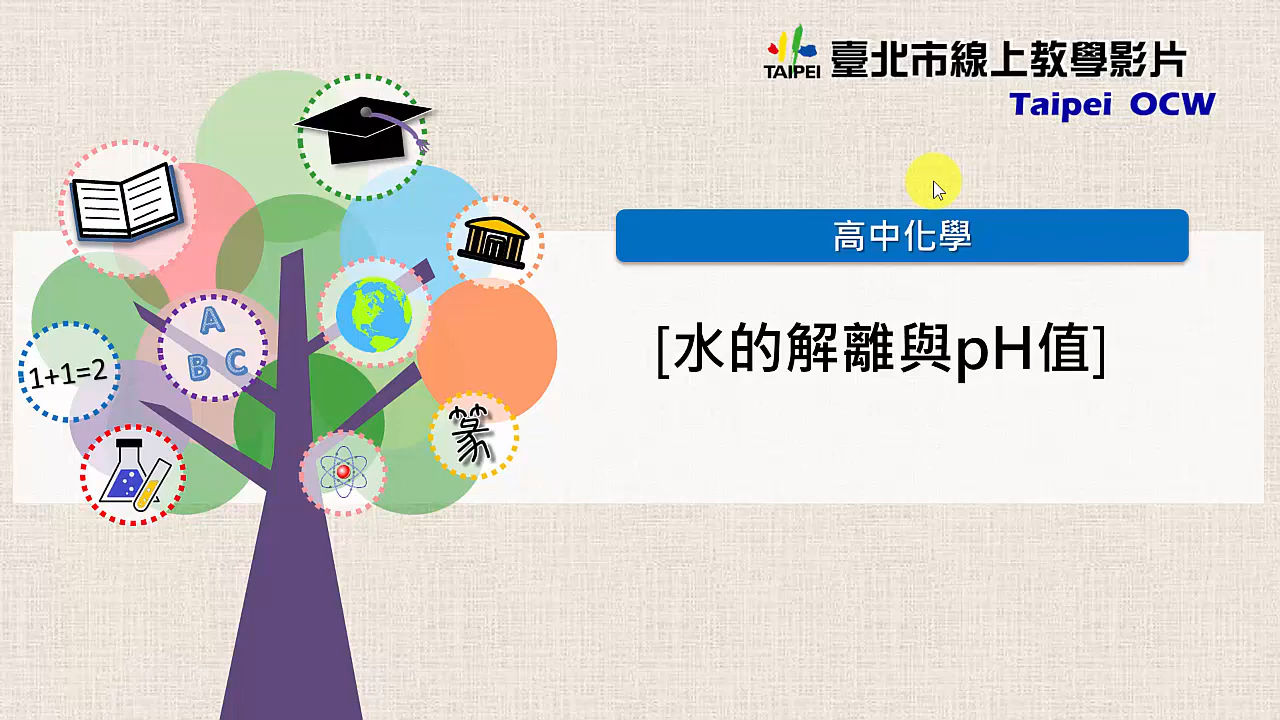 TAIPEI 臺北市線上教學影片
Taipei OCW
高中化學
[水的解離與pH值]
A
B C
1+1=2
篆